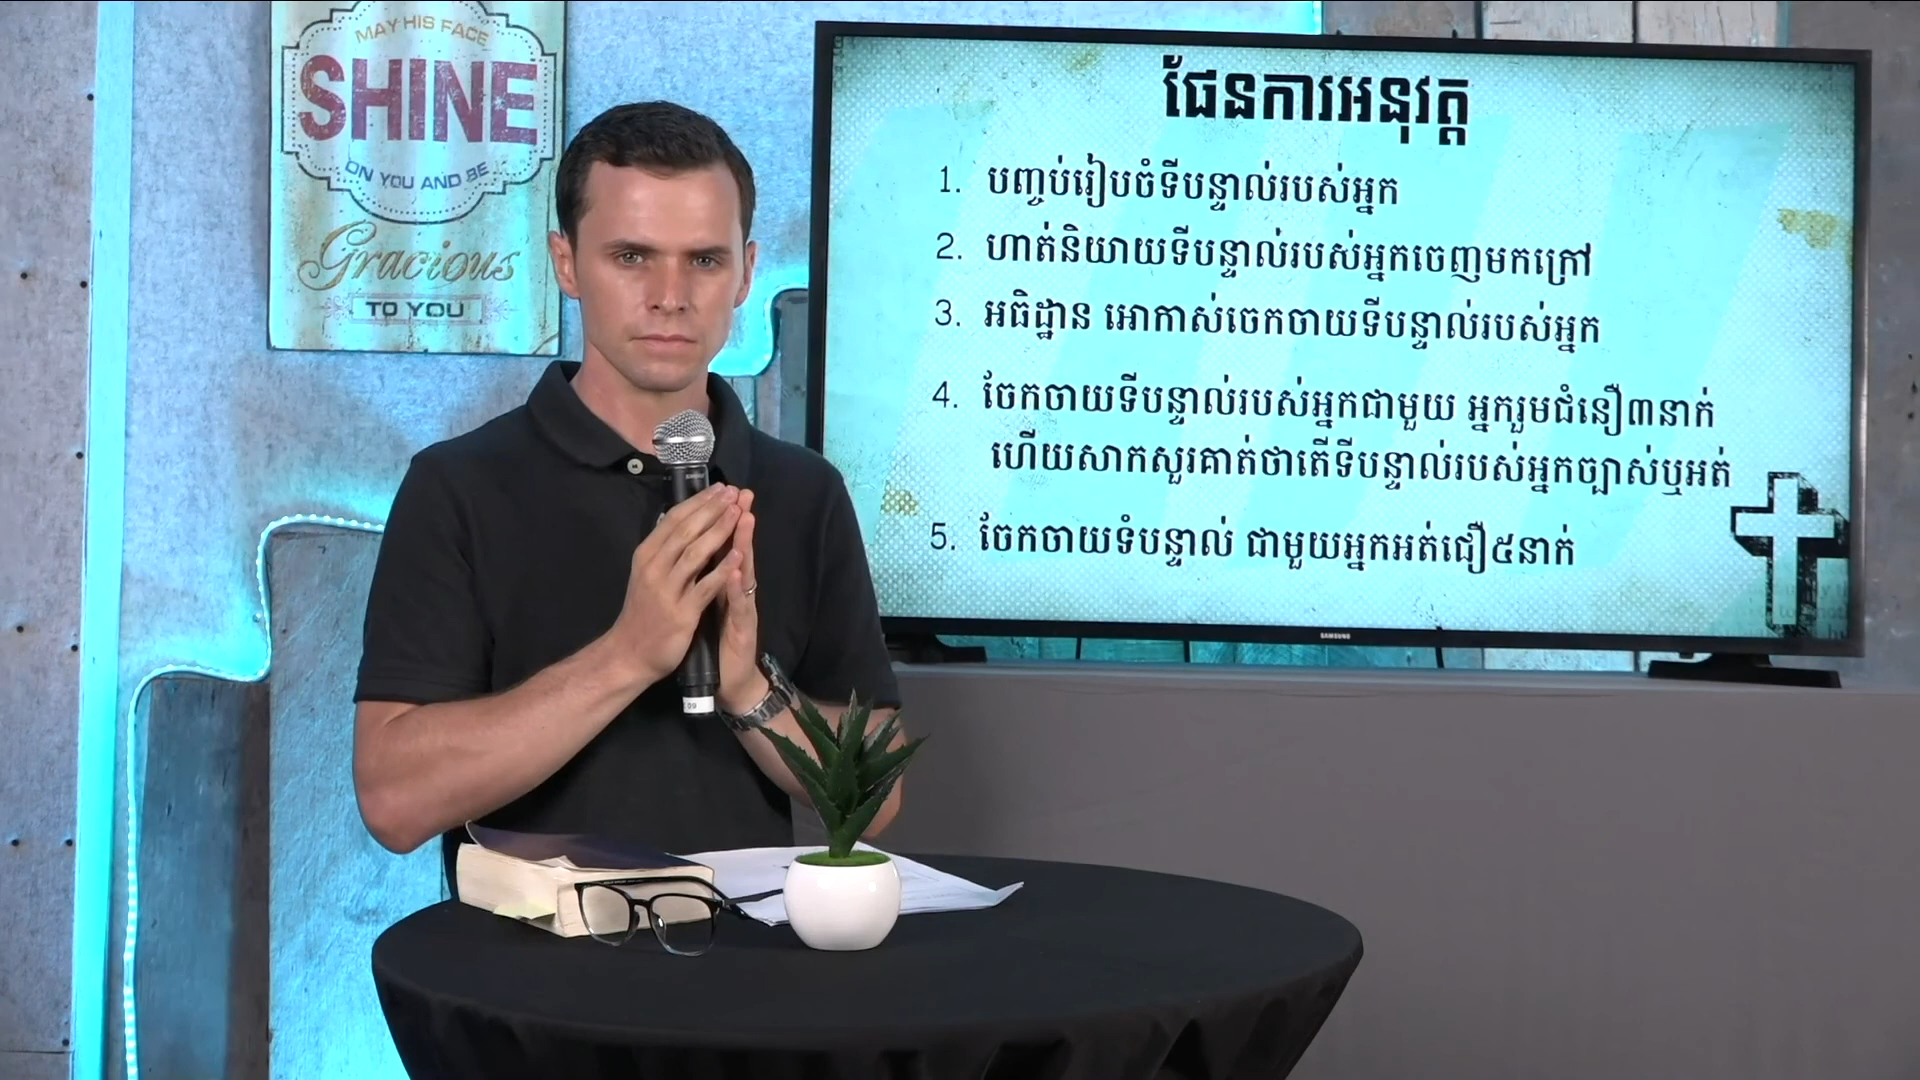 MAY HIS FACE
SHINE
ON YOU AND BE
Gracious
TO YOU
ផែនការអនុវត្ត
1. បញ្ចប់រៀបចំទីបន្ទាល់របស់អ្នក
2. ហាត់និយាយទីបន្ទាល់របស់អ្នកចេញមកក្រៅ
3. អធិដ្ឋាន អោកាស់ចេកចាយទីបន្ទាល់របស់អ្នក
4. ចែកចាយទីបន្ទាល់របស់អ្នកជាមួយ អ្នករួមជំនឿ៣នាក់
ហើយសាកសួរគាត់ថាតើទីបន្ទាល់របស់អ្នកច្បាស់ឬអត់
5. ចែកចាយទំបន្ទាល់ ជាមួយអ្នកអត់ជឿ៥នាក់
SAMSUNG
09